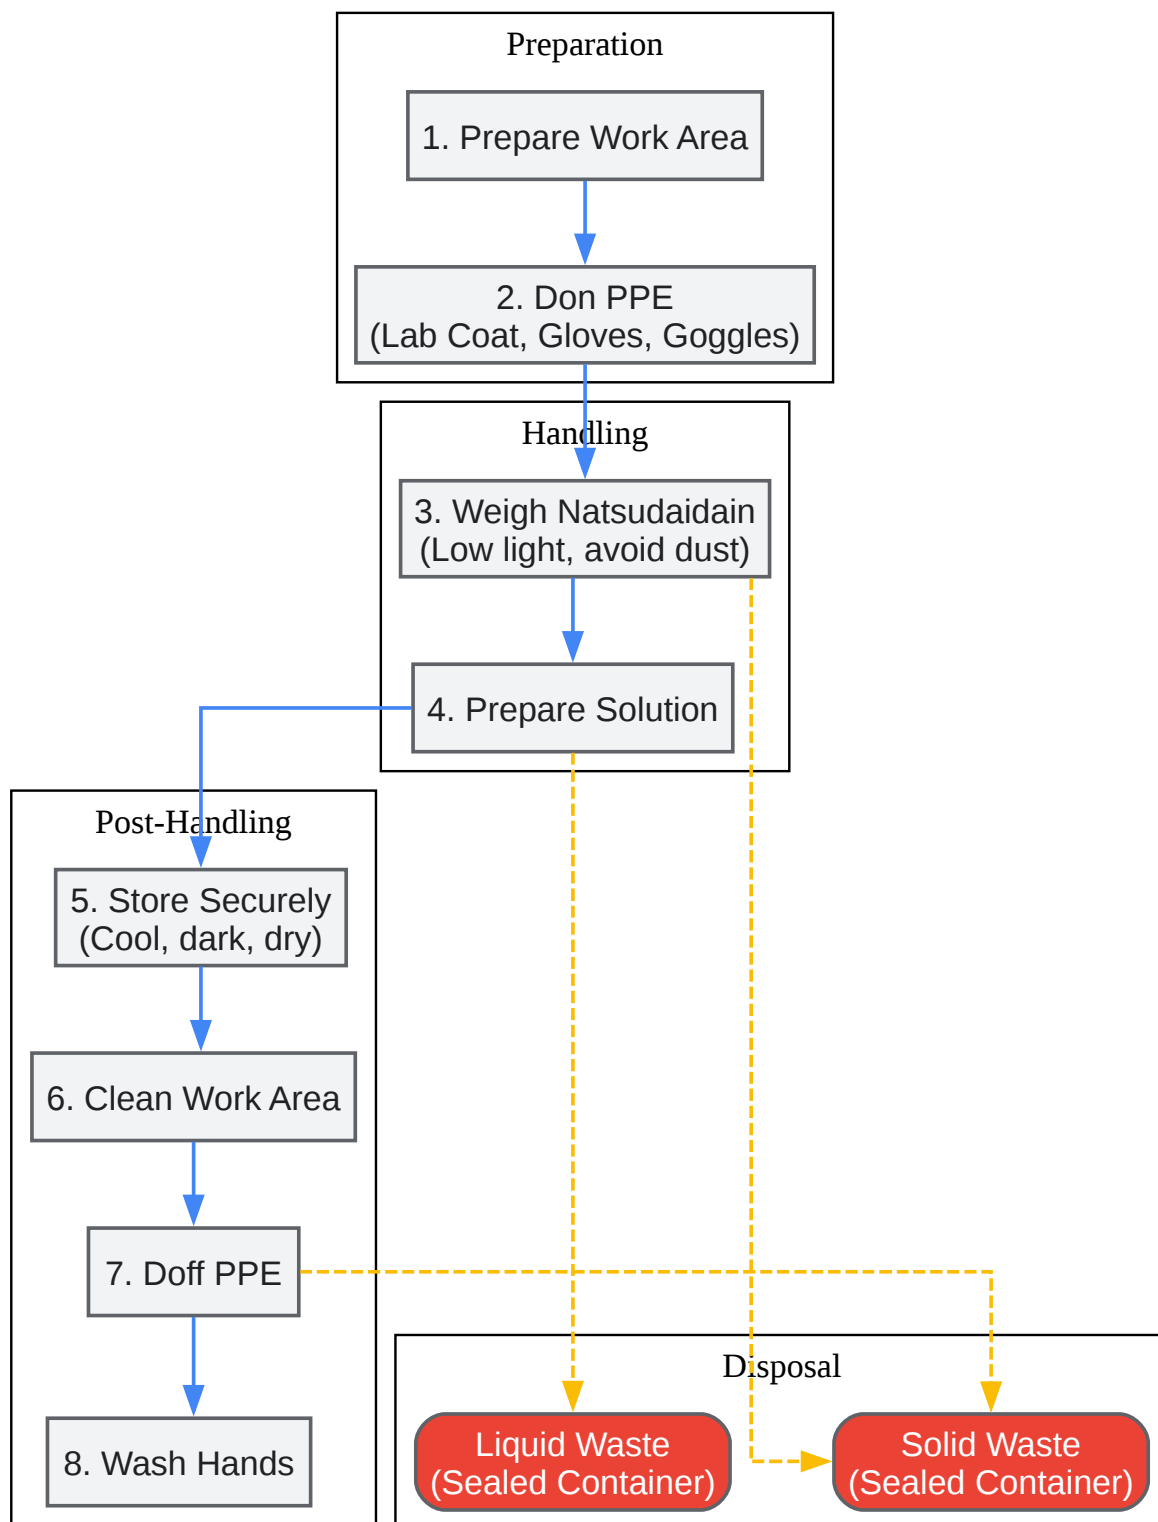 Preparation
1. Prepare Work Area
2. Don PPE
(Lab Coat, Gloves, Goggles)
Handling
3. Weigh Natsudaidain
(Low light, avoid dust)
4. Prepare Solution
Post-Handling
5. Store Securely
(Cool, dark, dry)
6. Clean Work Area
7. Doff PPE
8. Wash Hands
Disposal
Liquid Waste
(Sealed Container)
Solid Waste
(Sealed Container)